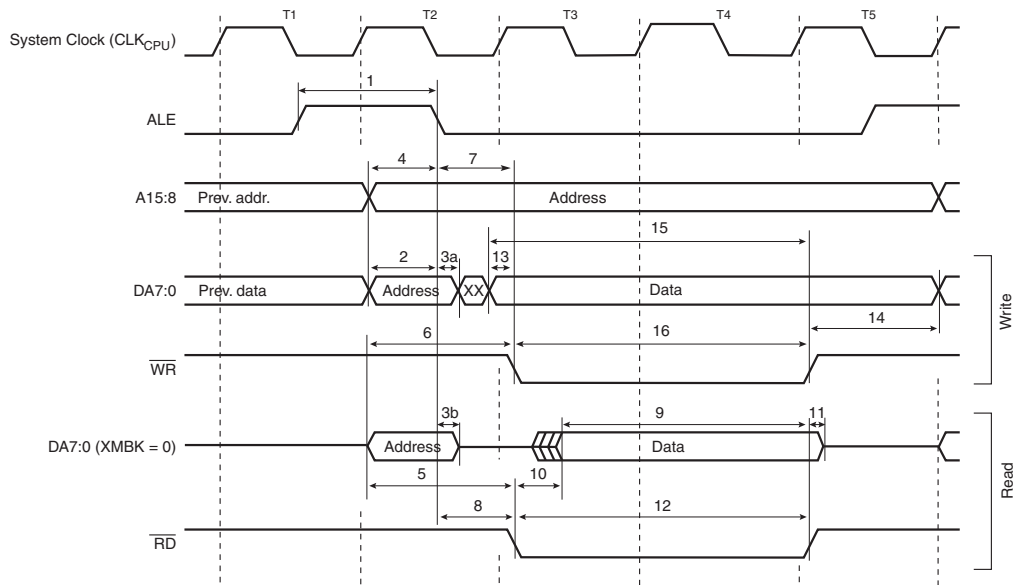 T1 T2 T3 T4 T5
System Clock (CLKCPU)
1
ALE
4 7
A15:8 Prev. addr. Address
15
2 3a 13
DA7:0 Prev. data Address XX Data
14
6 16
WR
Write
3b 9 11
DA7:0 (XMBK = 0) Address Data
5 10
8 12
RD
Read